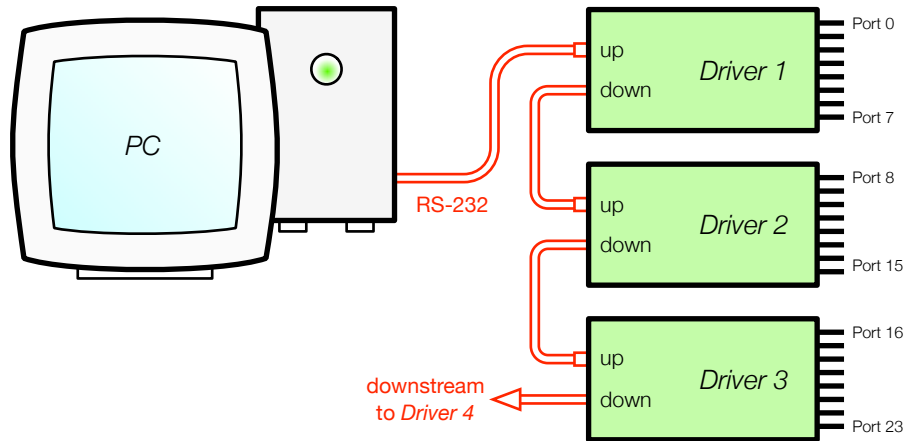 PC
RS-232
up
down
Driver 1
Port 0
Port 7
up
down
Driver 2
Port 8
Port 15
up
down
Driver 3
Port 16
Port 23
downstream
to Driver 4